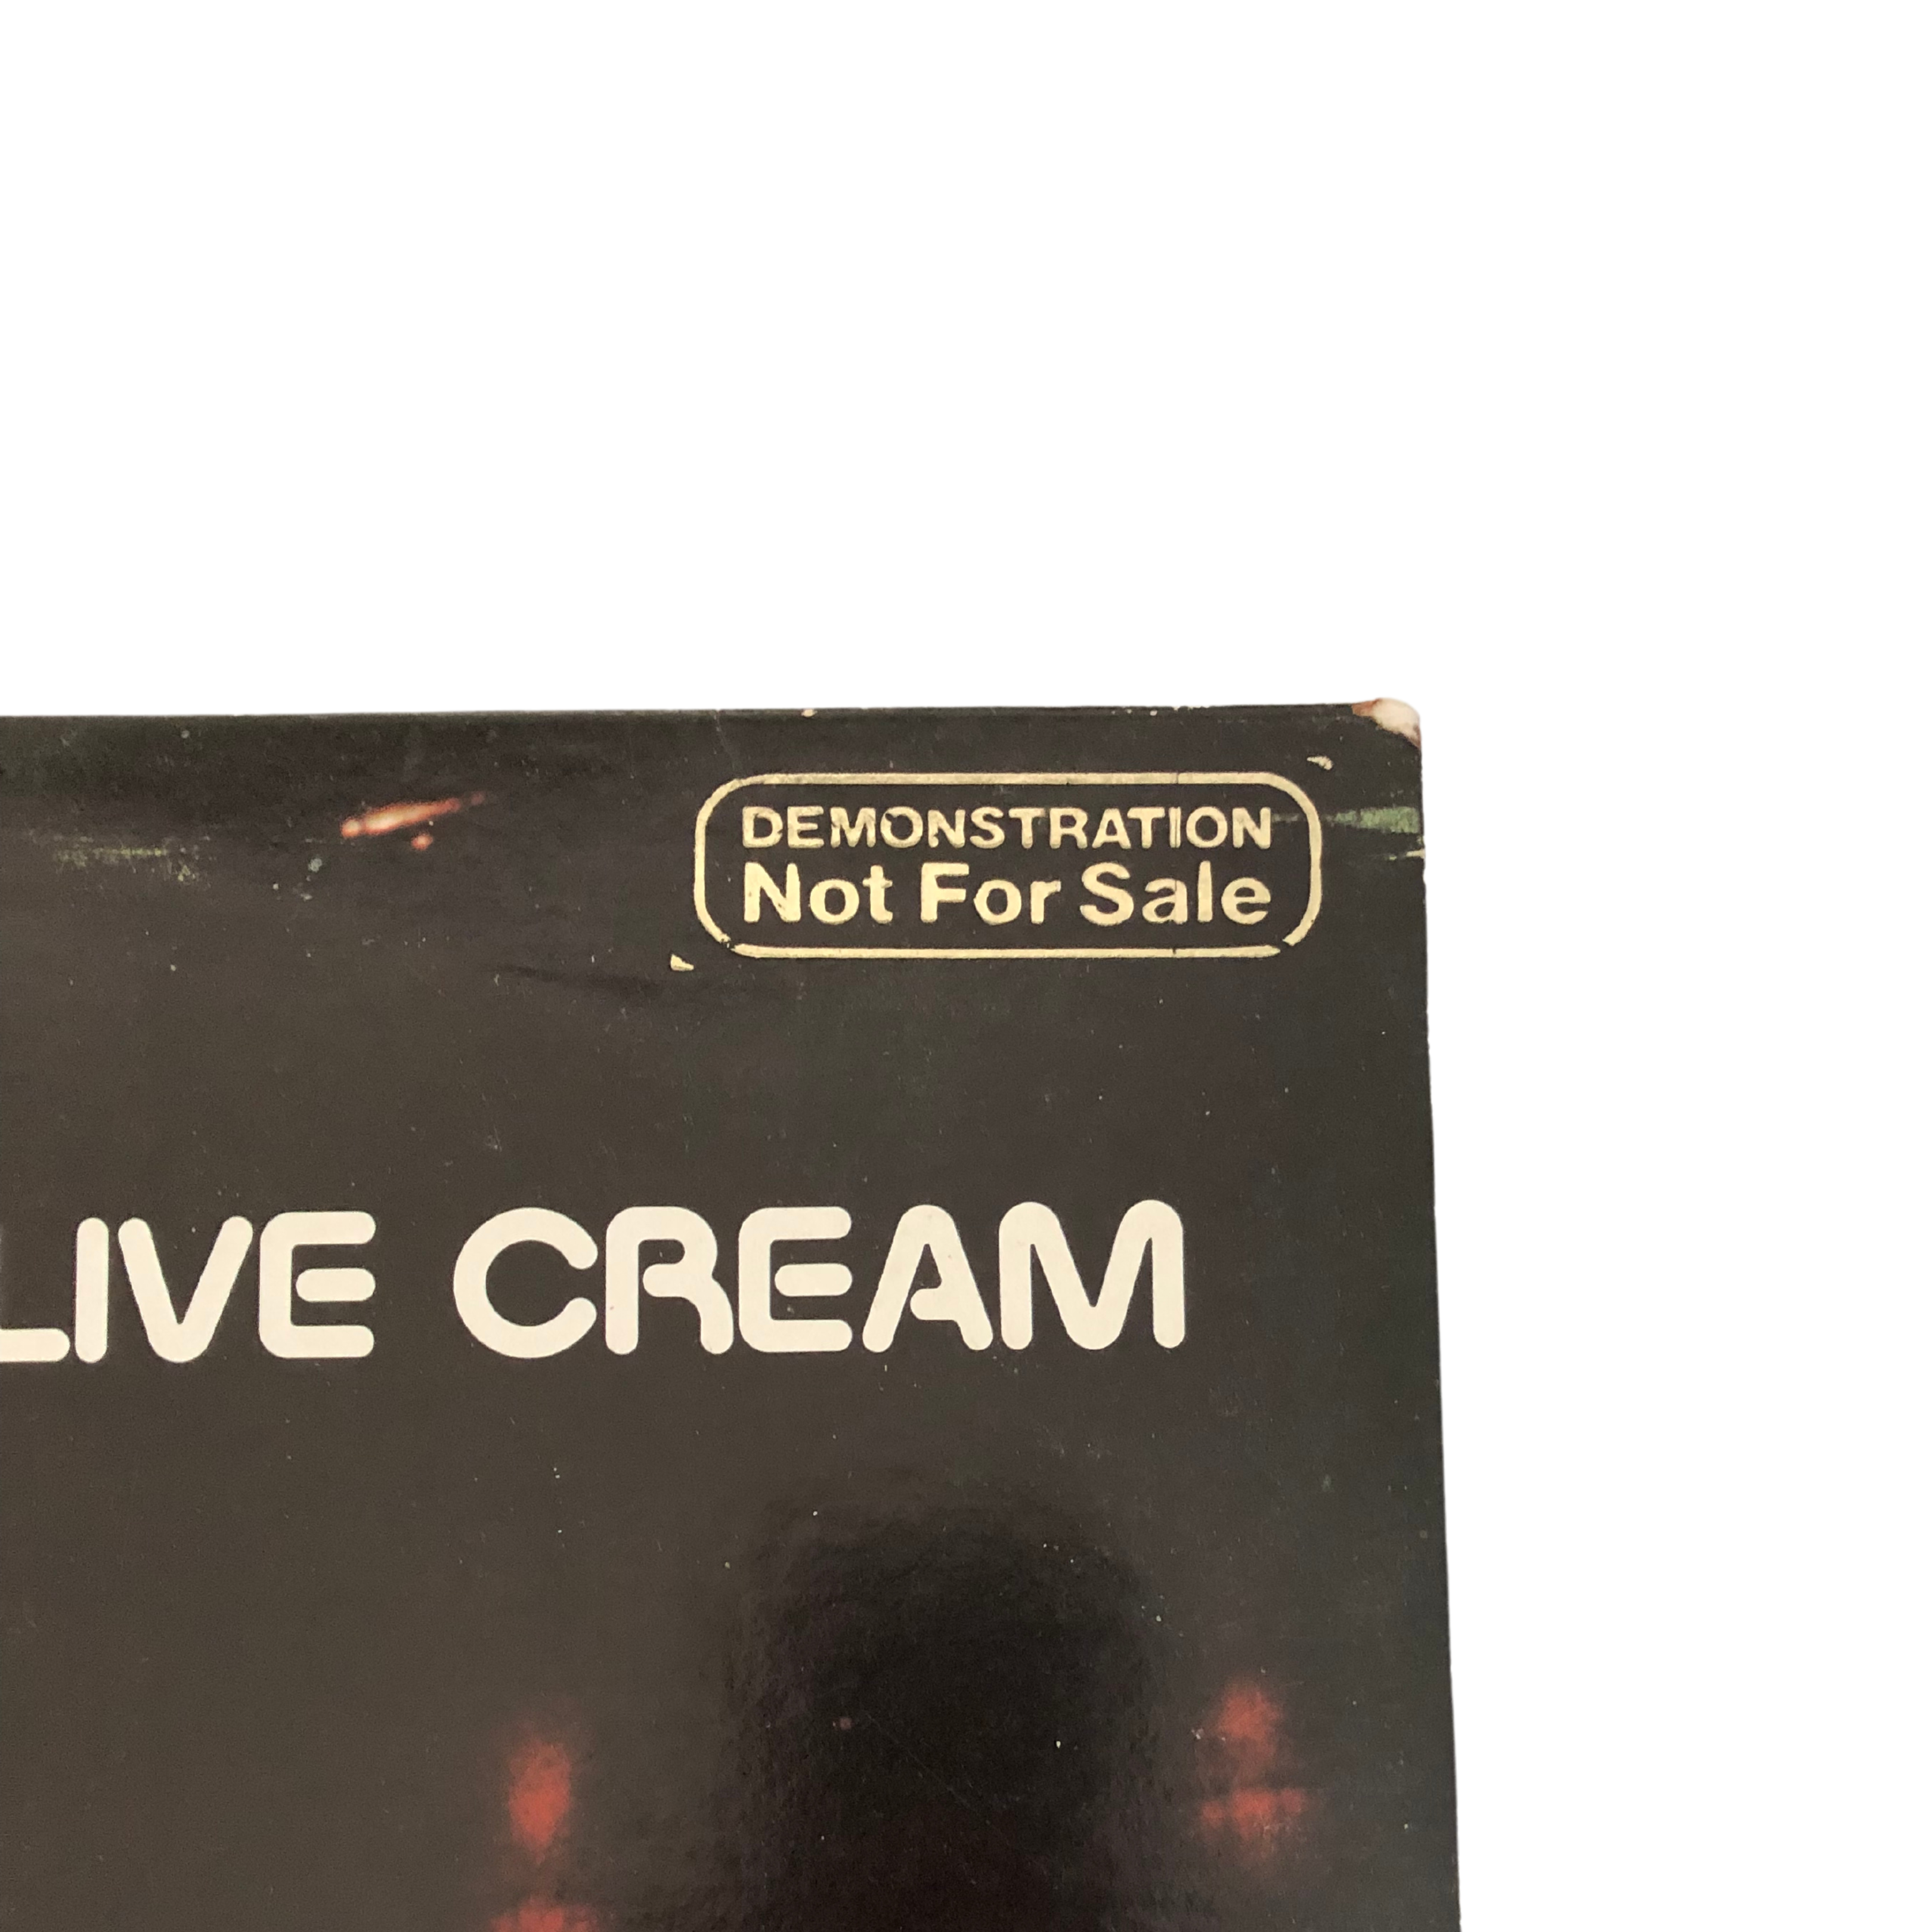 DEMONSTRATION
Not For Sale
LIVE CREAM